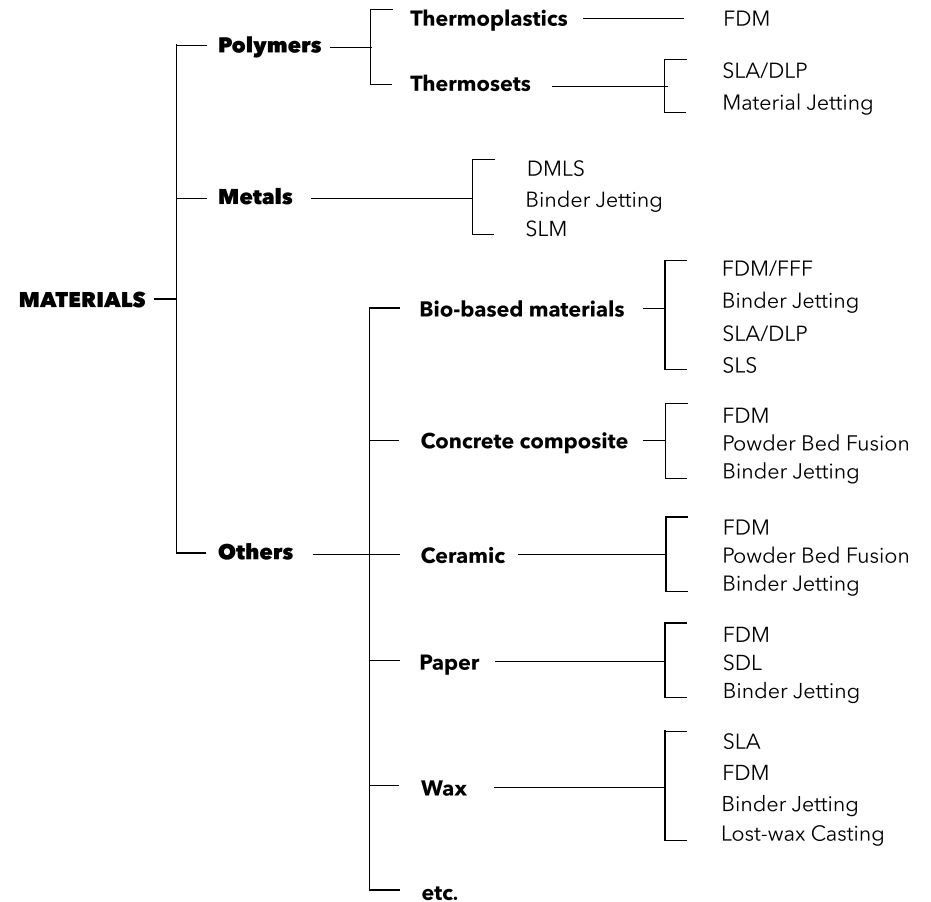 Polymers
Thermoplastics
FDM
Thermosets
SLA/DLP
Material Jetting
Metals
DMLS
Binder Jetting
SLM
MATERIALS
Bio-based materials
FDM/FFF
Binder Jetting
SLA/DLP
SLS
Concrete composite
FDM
Powder Bed Fusion
Binder Jetting
Others
Ceramic
FDM
Powder Bed Fusion
Binder Jetting
Paper
FDM
SDL
Binder Jetting
Wax
SLA
FDM
Binder Jetting
Lost-wax Casting
etc.